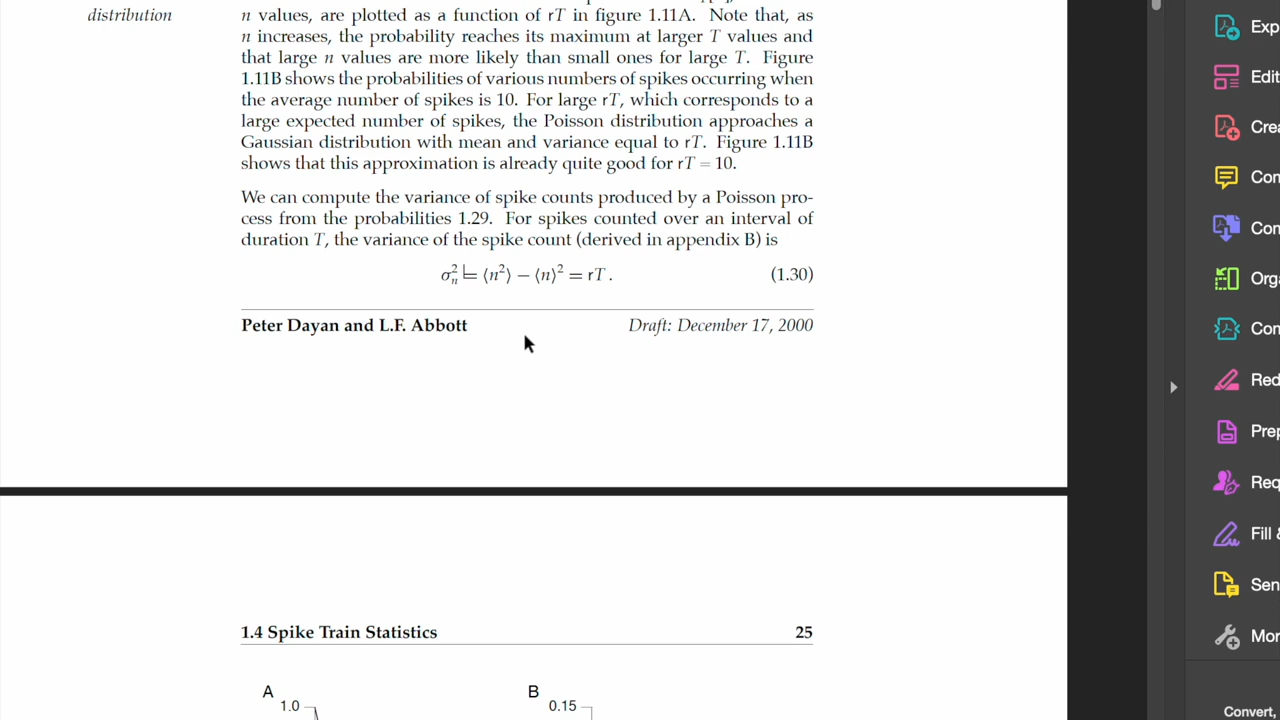 distribution
n values, are plotted as a function of rT in figure 1.11A. Note that, as
n increases, the probability reaches its maximum at larger T values and
that large n values are more likely than small ones for large T. Figure
1.11B shows the probabilities of various numbers of spikes occurring when
the average number of spikes is 10. For large rT, which corresponds to a
large expected number of spikes, the Poisson distribution approaches a
Gaussian distribution with mean and variance equal to rT. Figure 1.11B
shows that this approximation is already quite good for rT = 10.
We can compute the variance of spike counts produced by a Poisson pro-
cess from the probabilities 1.29. For spikes counted over an interval of
duration T, the variance of the spike count (derived in appendix B) is
σ²ₙ = ⟨n²⟩ − ⟨n⟩² = rT. (1.30)
Peter Dayan and L.F. Abbott Draft: December 17, 2000
1.4 Spike Train Statistics 25
A B
1.0 0.15
Exp
Edit
Crea
Con
Con
Orga
Con
Red
Prep
Req
Fill &
Sen
Mor
Convert,